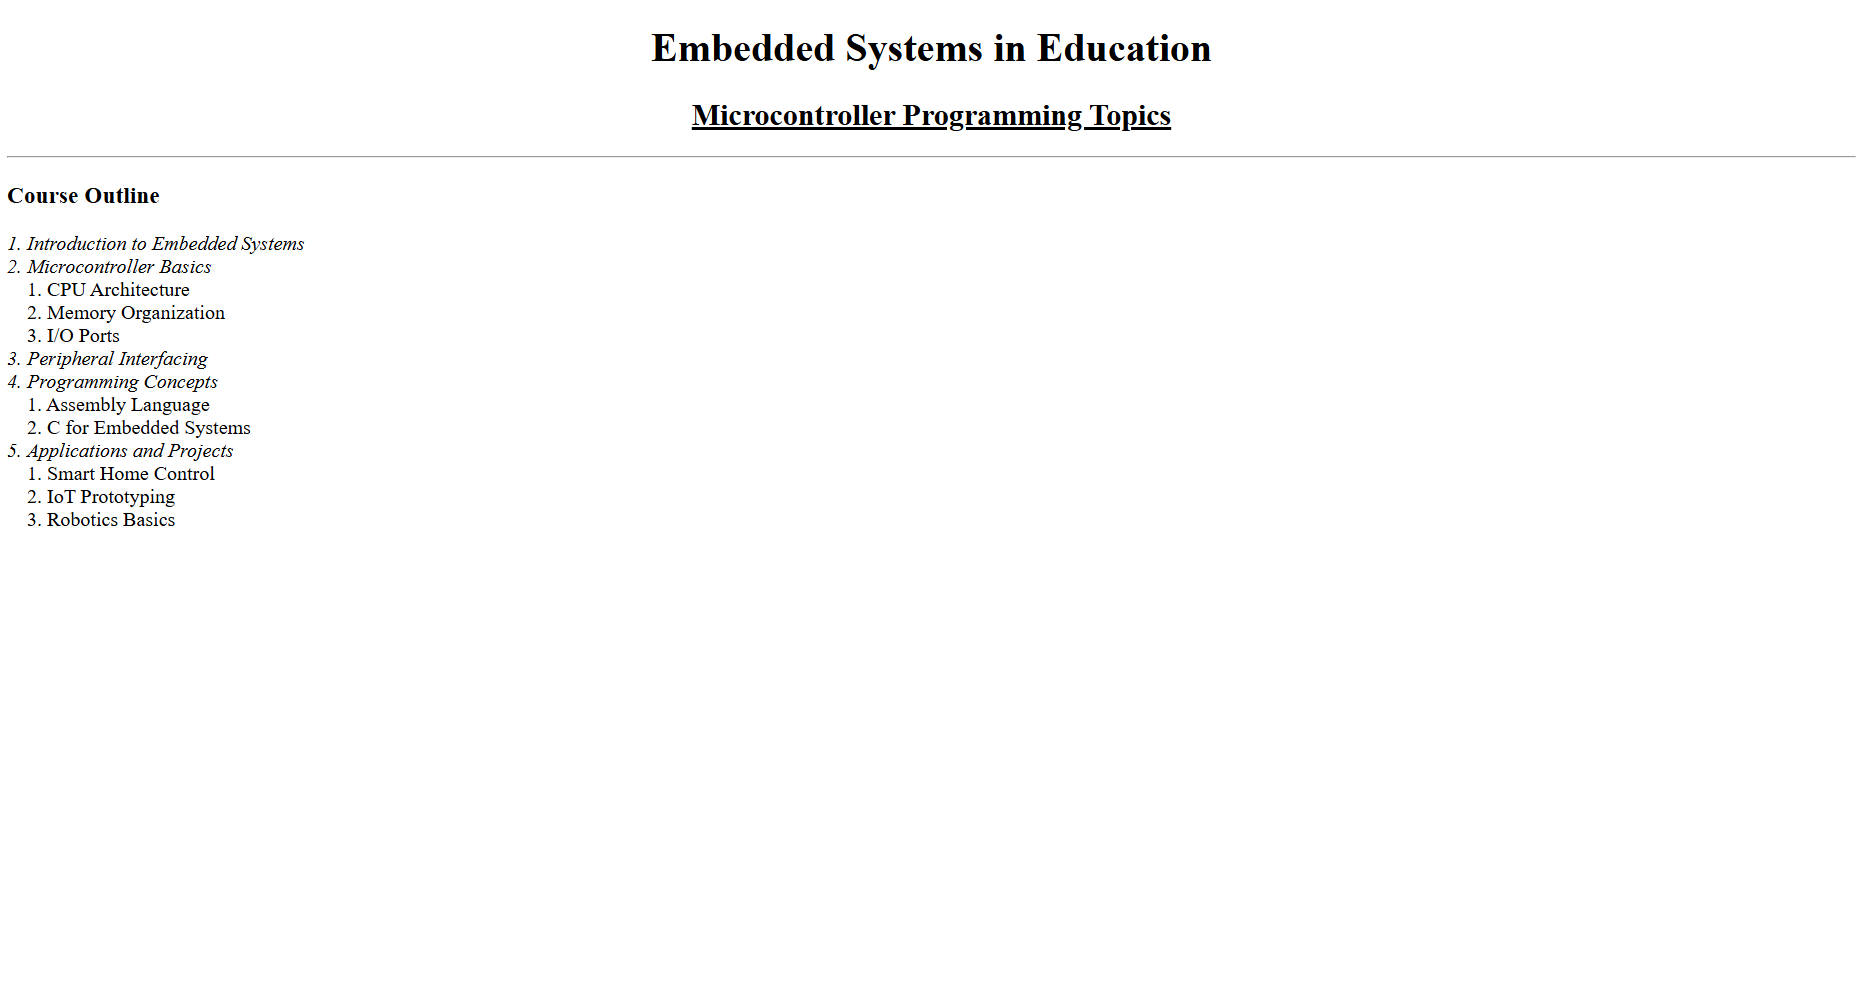 Embedded Systems in Education
Microcontroller Programming Topics
Course Outline
1. Introduction to Embedded Systems
2. Microcontroller Basics
1. CPU Architecture
2. Memory Organization
3. I/O Ports
3. Peripheral Interfacing
4. Programming Concepts
1. Assembly Language
2. C for Embedded Systems
5. Applications and Projects
1. Smart Home Control
2. IoT Prototyping
3. Robotics Basics